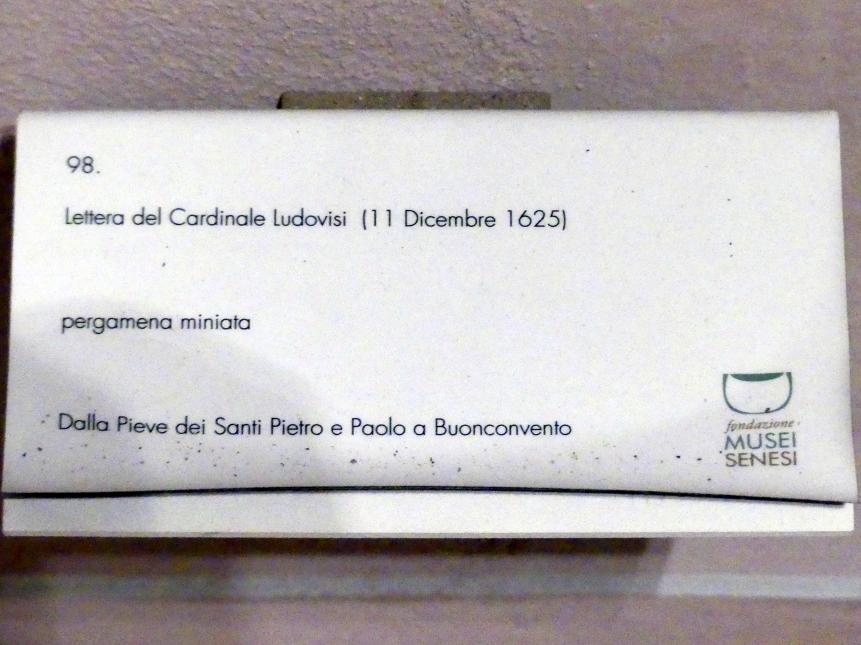 98.
Lettera del Cardinale Ludovisi (11 Dicembre 1625)
pergamena miniata
Dalla Pieve dei Santi Pietro e Paolo a Buonconvento
fondazione
MUSEI
SENESI